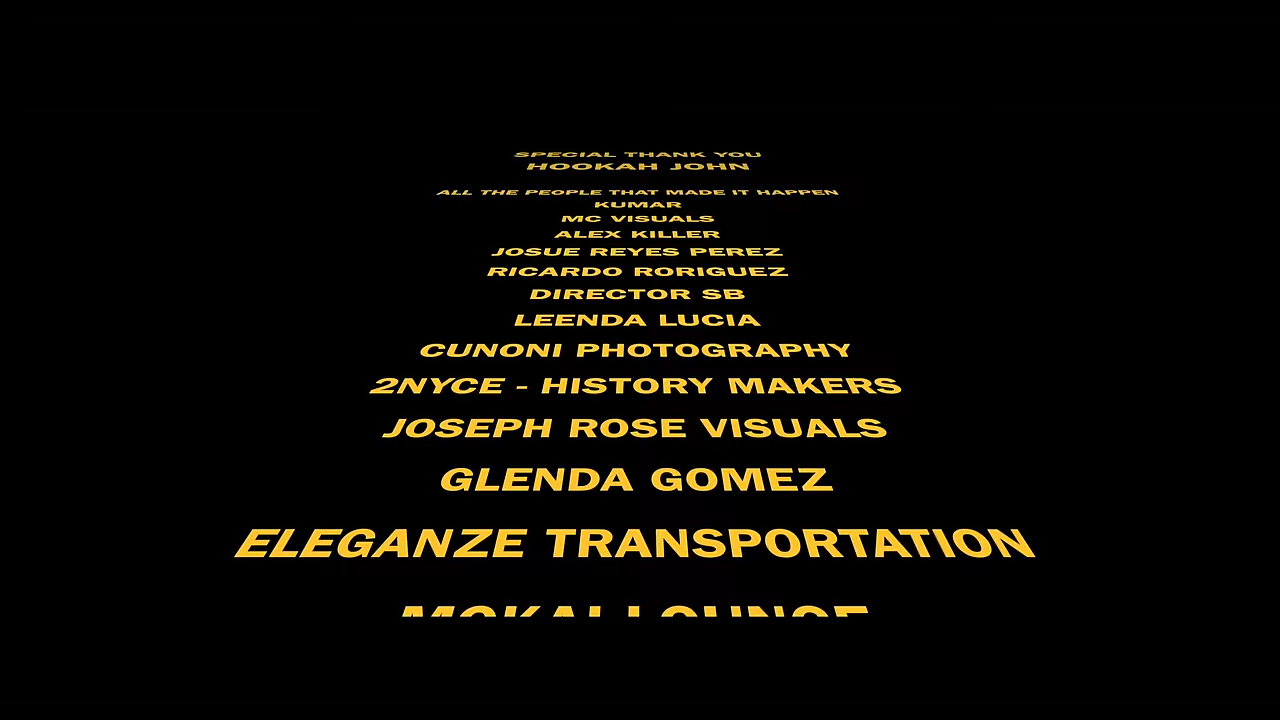 SPECIAL THANK YOU
HOOKAH JOHN
ALL THE PEOPLE THAT MADE IT HAPPEN
KUMAR
MC VISUALS
ALEX KILLER
JOSUE REYES PEREZ
RICARDO RORIGUEZ
DIRECTOR SB
LEENDA LUCIA
CUNONI PHOTOGRAPHY
2NYCE - HISTORY MAKERS
JOSEPH ROSE VISUALS
GLENDA GOMEZ
ELEGANZE TRANSPORTATION
LOUNGE